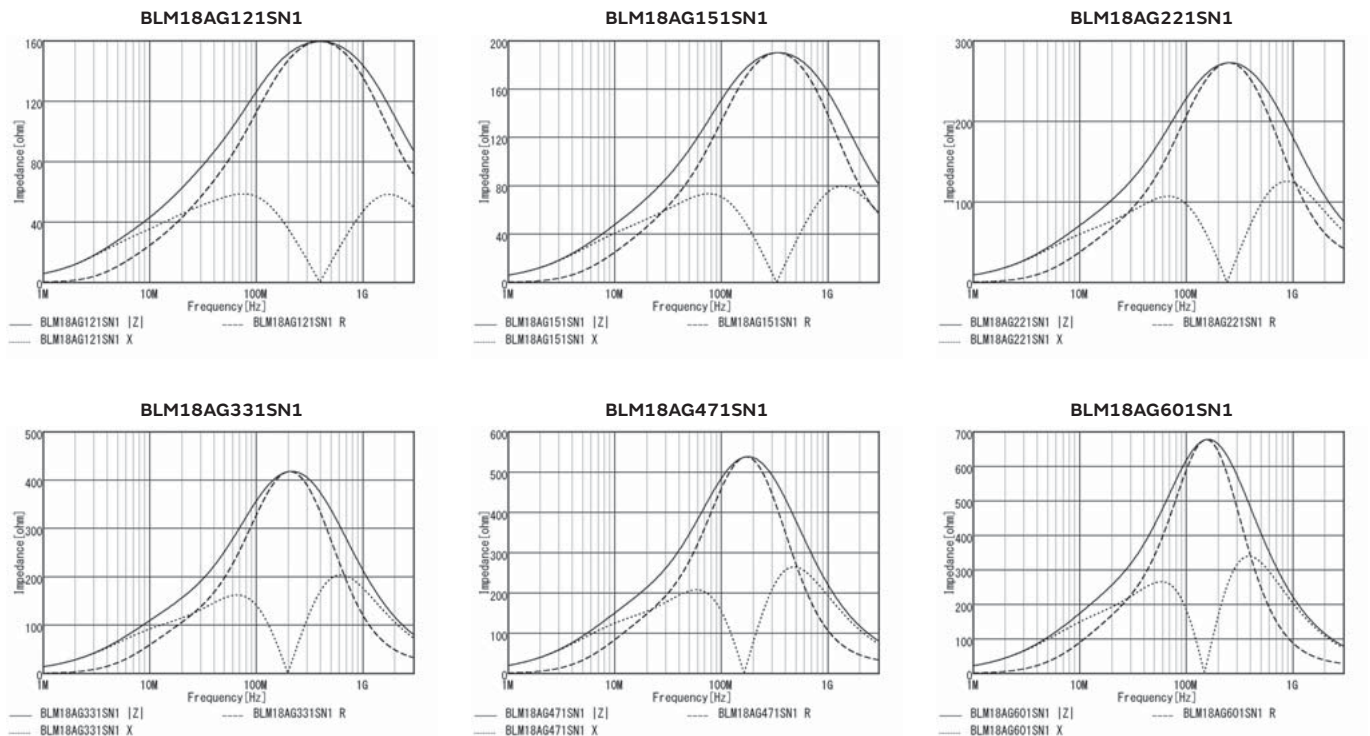 BLM18AG121SN1
160
120
80
40
0
Impedance[ohm]
1M 10M 100M 1G
Frequency[Hz]
BLM18AG121SN1 |Z| BLM18AG121SN1 R
BLM18AG121SN1 X
BLM18AG151SN1
200
160
120
80
40
0
Impedance[ohm]
1M 10M 100M 1G
Frequency[Hz]
BLM18AG151SN1 |Z| BLM18AG151SN1 R
BLM18AG151SN1 X
BLM18AG221SN1
300
200
100
0
Impedance[ohm]
1M 10M 100M 1G
Frequency[Hz]
BLM18AG221SN1 |Z| BLM18AG221SN1 R
BLM18AG221SN1 X
BLM18AG331SN1
500
400
300
200
100
0
Impedance[ohm]
1M 10M 100M 1G
Frequency[Hz]
BLM18AG331SN1 |Z| BLM18AG331SN1 R
BLM18AG331SN1 X
BLM18AG471SN1
600
500
400
300
200
100
0
Impedance[ohm]
1M 10M 100M 1G
Frequency[Hz]
BLM18AG471SN1 |Z| BLM18AG471SN1 R
BLM18AG471SN1 X
BLM18AG601SN1
700
600
500
400
300
200
100
0
Impedance[ohm]
1M 10M 100M 1G
Frequency[Hz]
BLM18AG601SN1 |Z| BLM18AG601SN1 R
BLM18AG601SN1 X